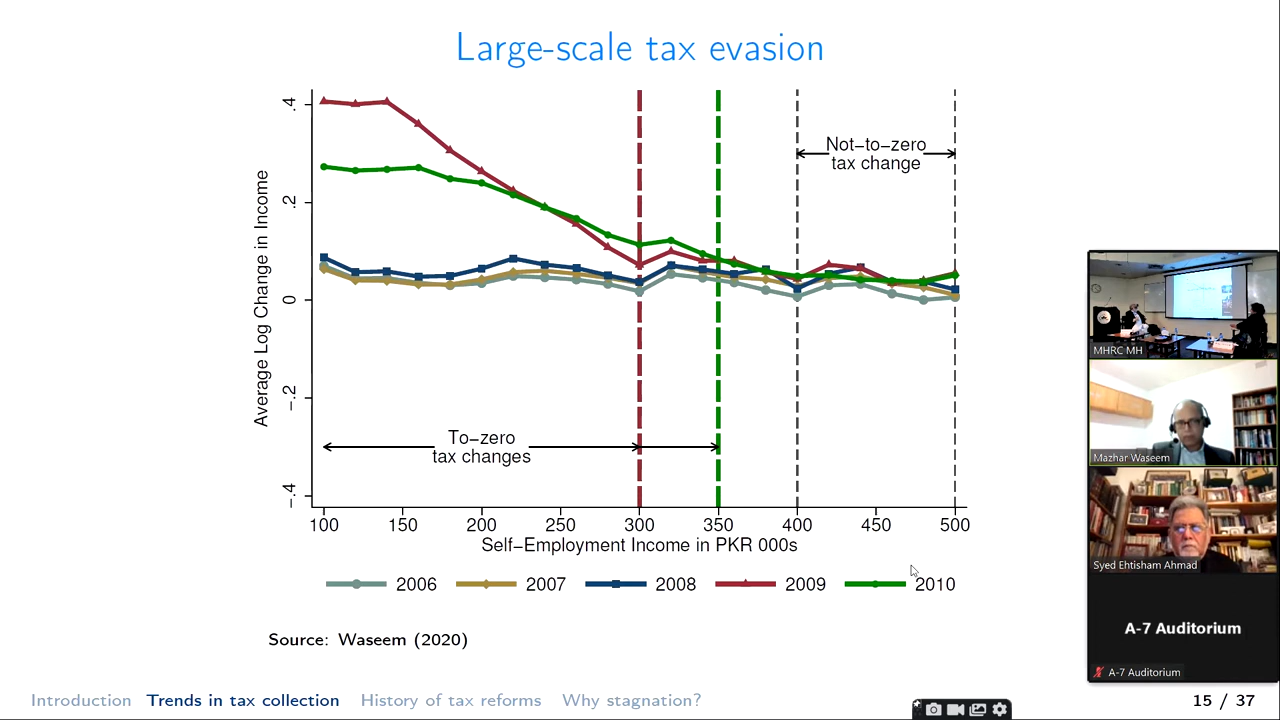 Large-scale tax evasion
.4
.2
0
-.2
-.4
Average Log Change in Income
Not-to-zero
tax change
To-zero
tax changes
100 150 200 250 300 350 400 450 500
Self-Employment Income in PKR 000s
2006 2007 2008 2009 2010
Source: Waseem (2020)
MHRC MH
Mazhar Waseem
Syed Ehtisham Ahmad
A-7 Auditorium
A-7 Auditorium
Introduction Trends in tax collection History of tax reforms Why stagnation? 15 / 37